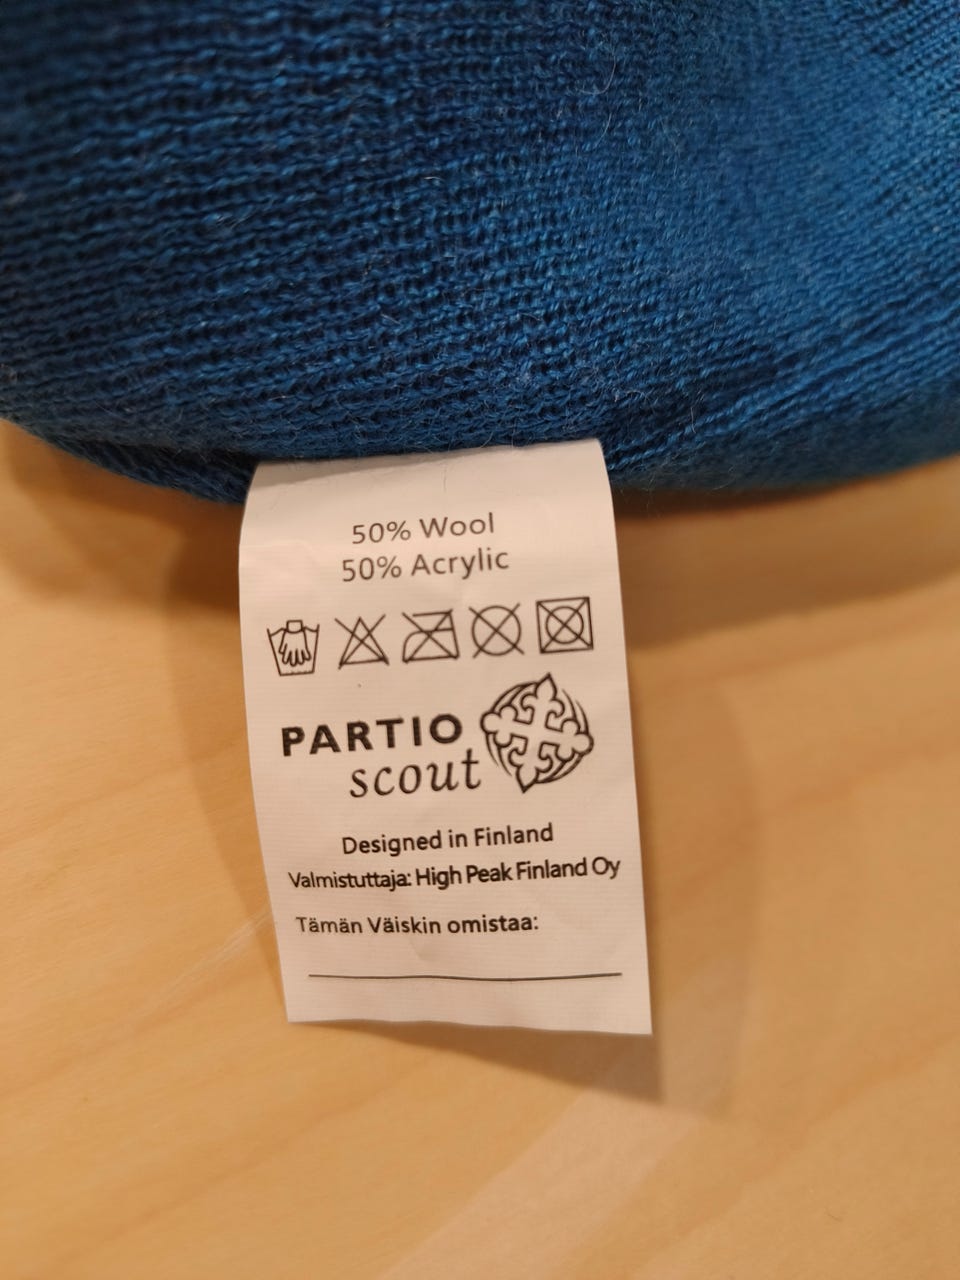 50% Wool
50% Acrylic
PARTIO
scout
Designed in Finland
Valmistuttaja: High Peak Finland Oy
Tämän Väiskin omistaa: